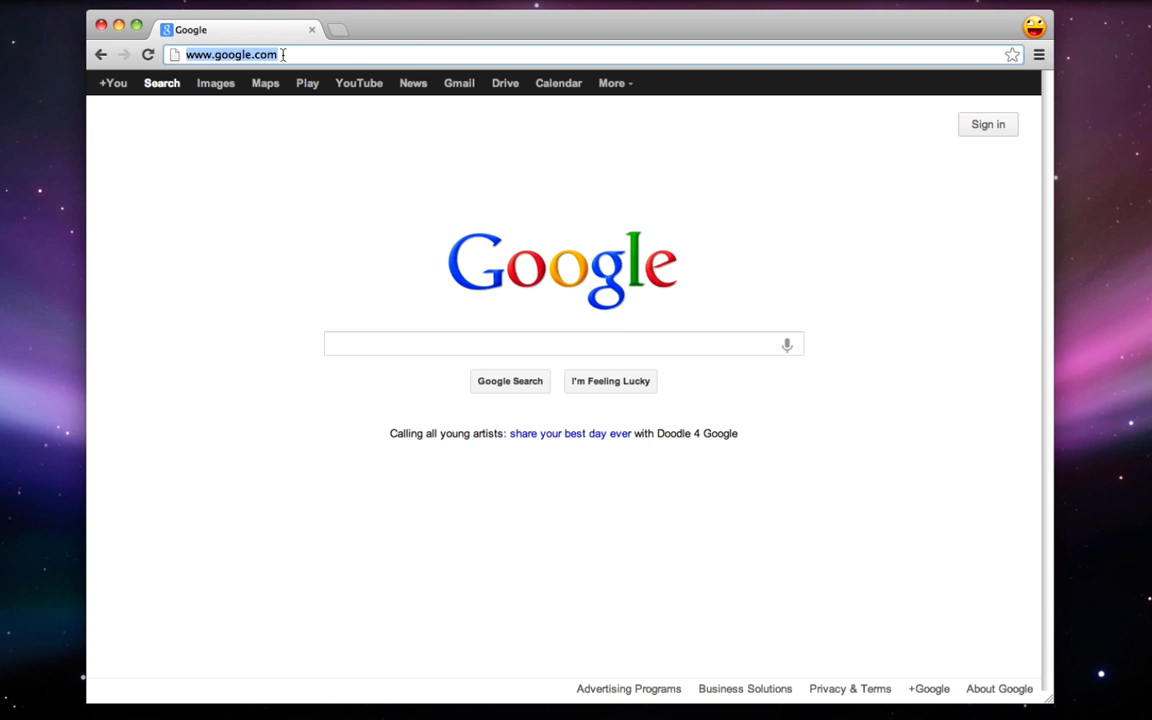 Google
www.google.com
+You Search Images Maps Play YouTube News Gmail Drive Calendar More
Sign in
Google
Google Search I'm Feeling Lucky
Calling all young artists: share your best day ever with Doodle 4 Google
Advertising Programs Business Solutions Privacy & Terms +Google About Google